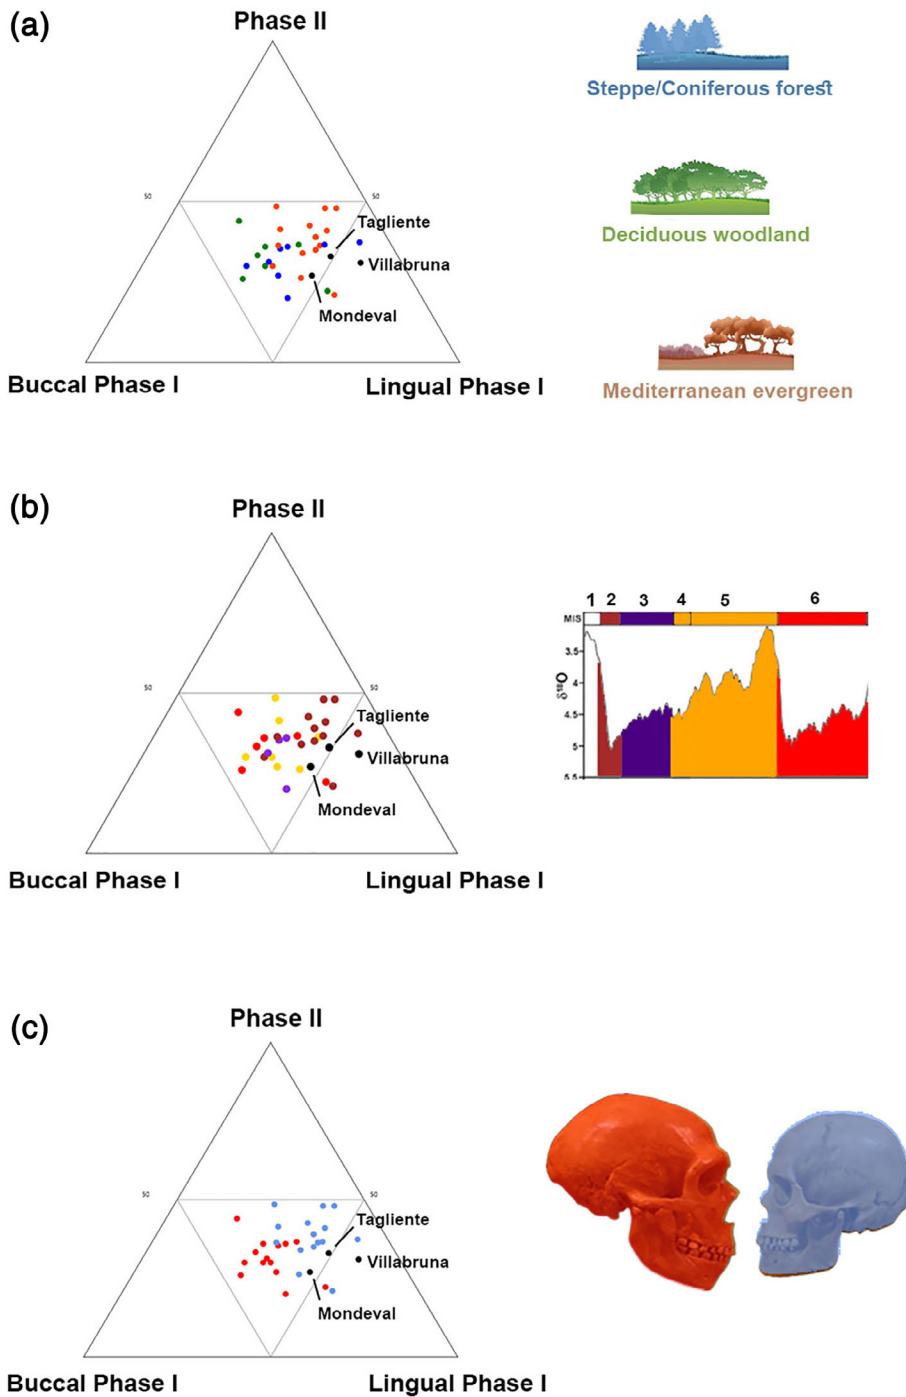 (a)
Phase II
50
50
Tagliente
Villabruna
Mondeval
Buccal Phase I
Lingual Phase I
Steppe/Coniferous forest
Deciduous woodland
Mediterranean evergreen
(b)
Phase II
50
50
Tagliente
Villabruna
Mondeval
Buccal Phase I
Lingual Phase I
1 2 3 4 5 6
MIS
3.5
4
4.5
5
5.5
δ¹⁸O
(c)
Phase II
50
50
Tagliente
Villabruna
Mondeval
Buccal Phase I
Lingual Phase I